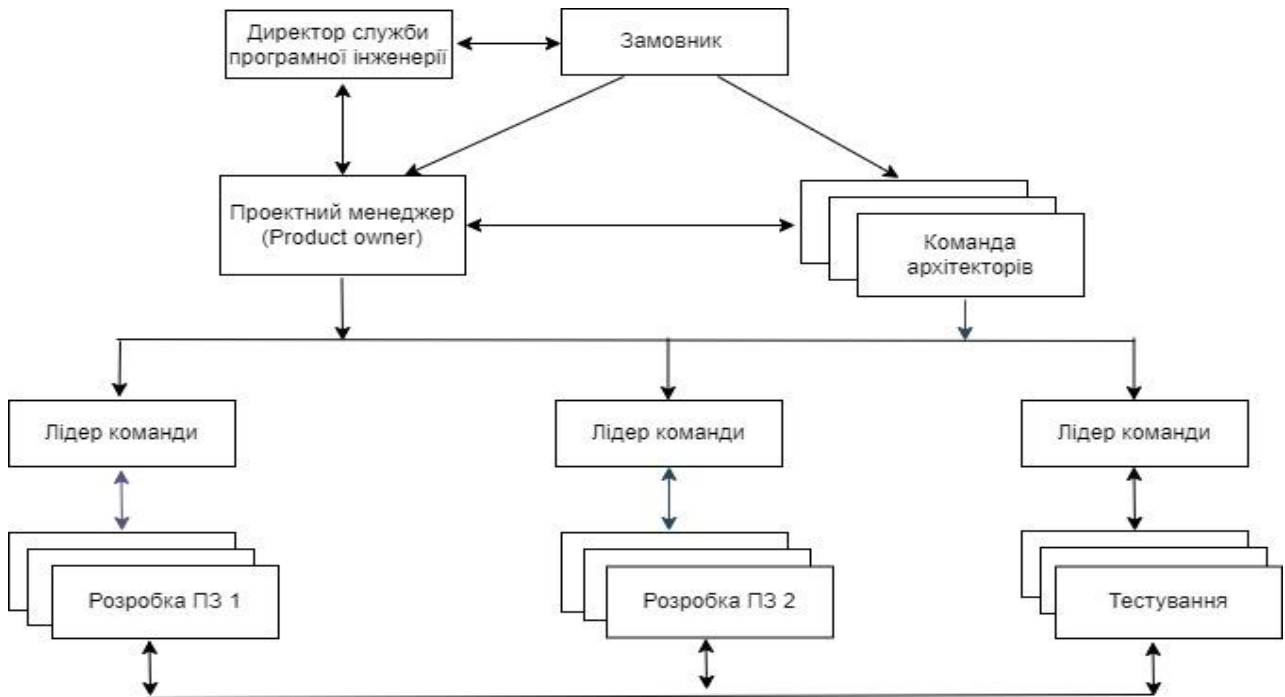 Директор служби
програмної інженерії
Замовник
Проектний менеджер
(Product owner)
Команда
архітекторів
Лідер команди
Лідер команди
Лідер команди
Розробка ПЗ 1
Розробка ПЗ 2
Тестування